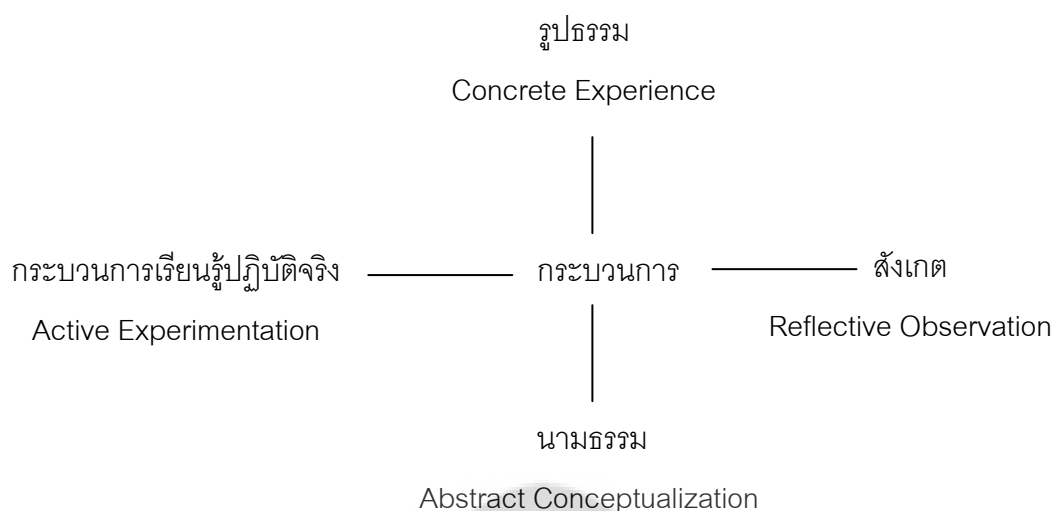 รูปธรรม
Concrete Experience
กระบวนการเรียนรู้ปฏิบัติจริง
กระบวนการ
สังเกต
Active Experimentation
Reflective Observation
นามธรรม
Abstract Conceptualization